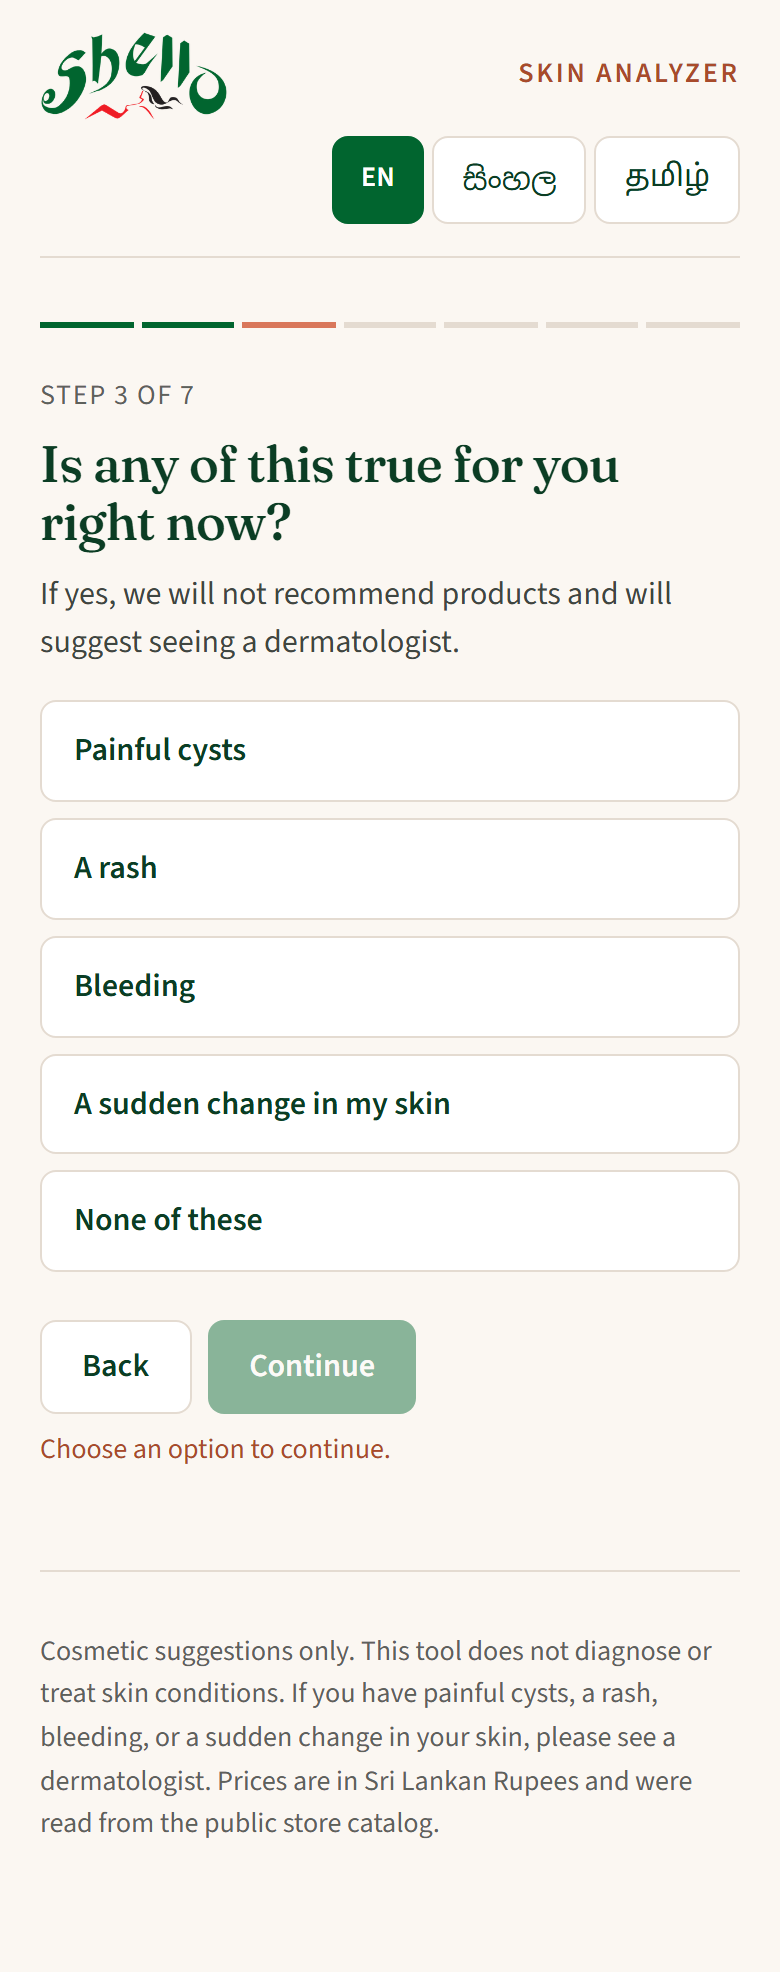 Shello
SKIN ANALYZER
EN
සිංහල
தமிழ்
STEP 3 OF 7
Is any of this true for you
right now?
If yes, we will not recommend products and will
suggest seeing a dermatologist.
Painful cysts
A rash
Bleeding
A sudden change in my skin
None of these
Back
Continue
Choose an option to continue.
Cosmetic suggestions only. This tool does not diagnose or
treat skin conditions. If you have painful cysts, a rash,
bleeding, or a sudden change in your skin, please see a
dermatologist. Prices are in Sri Lankan Rupees and were
read from the public store catalog.